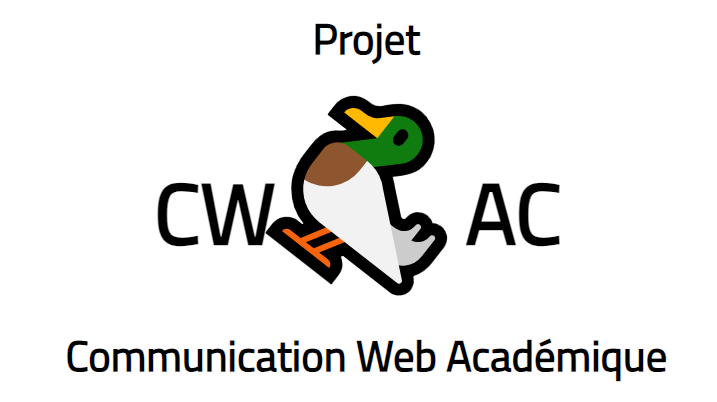 Projet
CW AC
Communication Web Académique